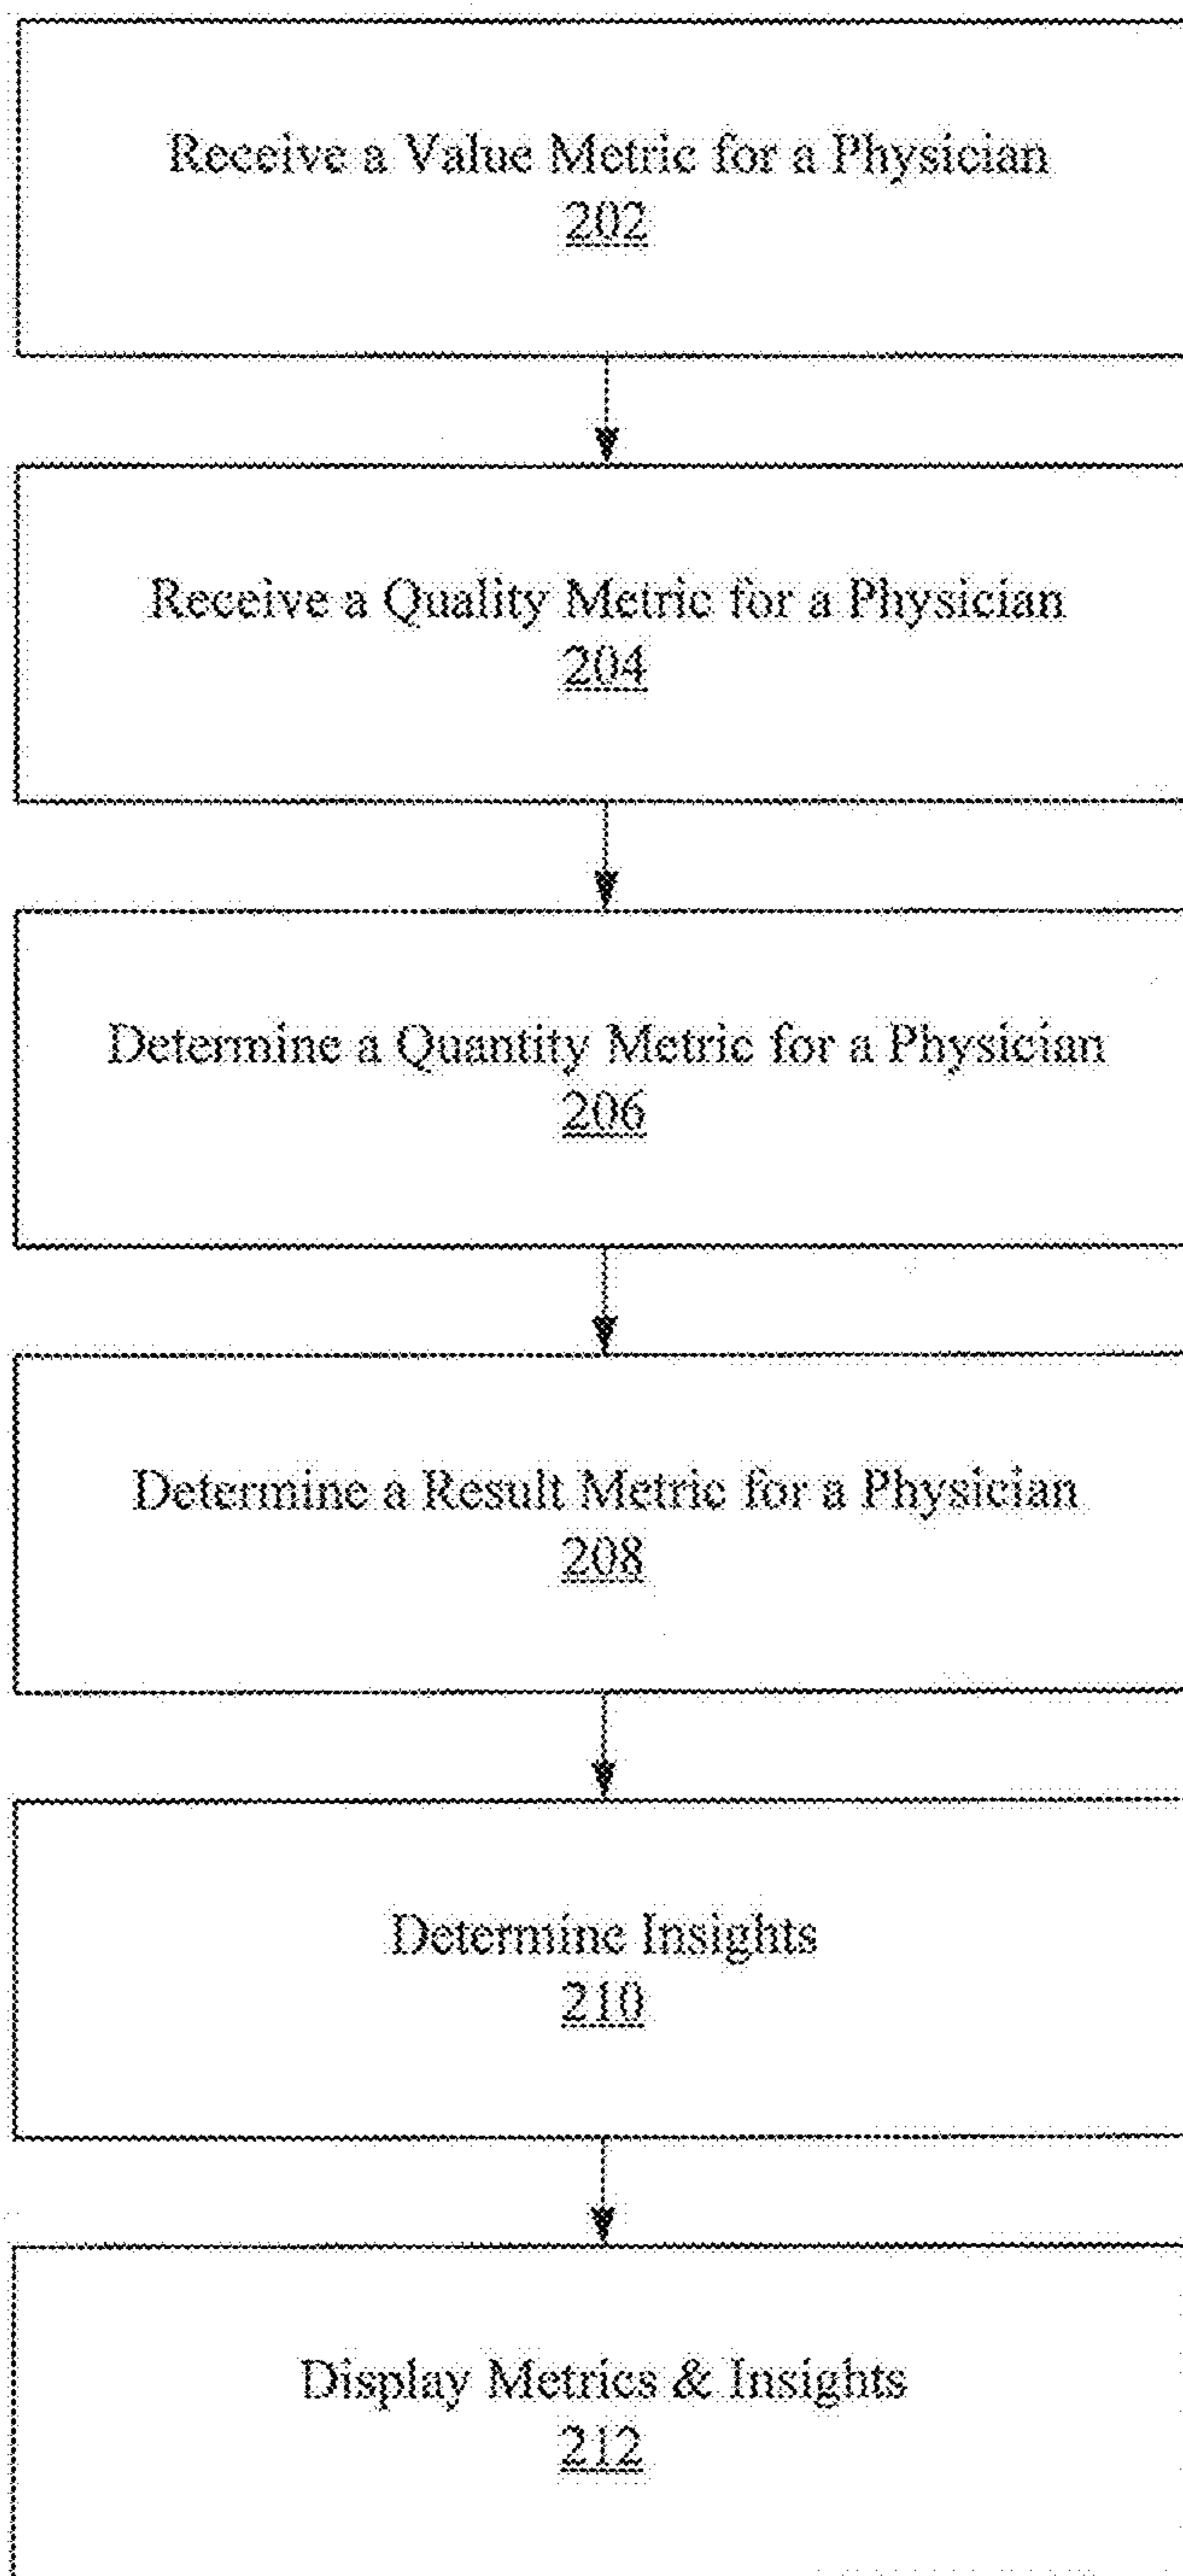 Receive a Value Metric for a Physician
202
Receive a Quality Metric for a Physician
204
Determine a Quantity Metric for a Physician
206
Determine a Result Metric for a Physician
208
Determine Insights
210
Display Metrics & Insights
212